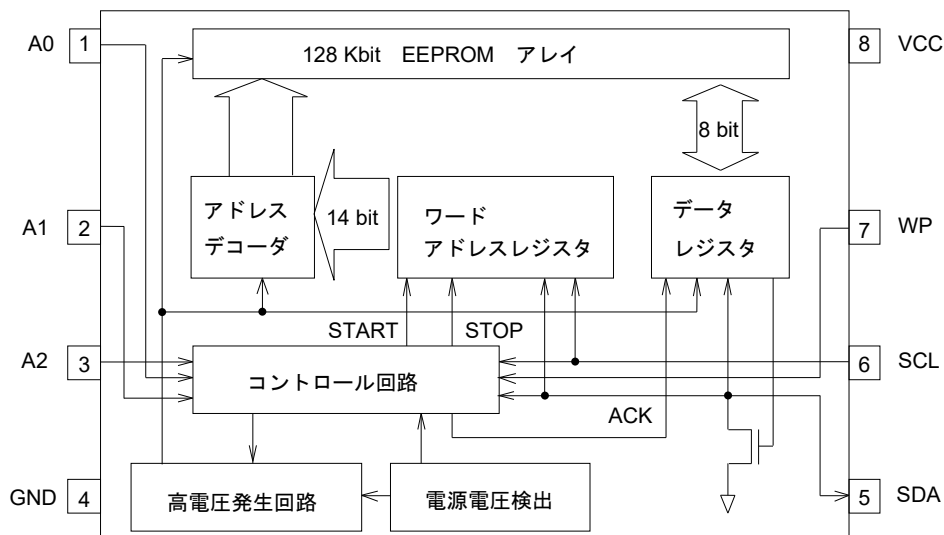 A0 1
128 Kbit EEPROM アレイ
8 VCC
8 bit
A1 2
アドレス
デコーダ
14 bit
ワード
アドレスレジスタ
データ
レジスタ
7 WP
START
STOP
A2 3
コントロール回路
6 SCL
ACK
GND 4
高電圧発生回路
電源電圧検出
5 SDA